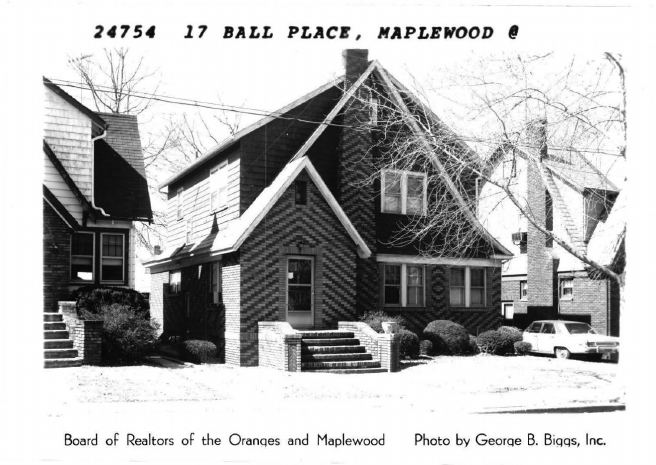 24754 17 BALL PLACE, MAPLEWOOD @
Board of Realtors of the Oranges and Maplewood Photo by George B. Biggs, Inc.